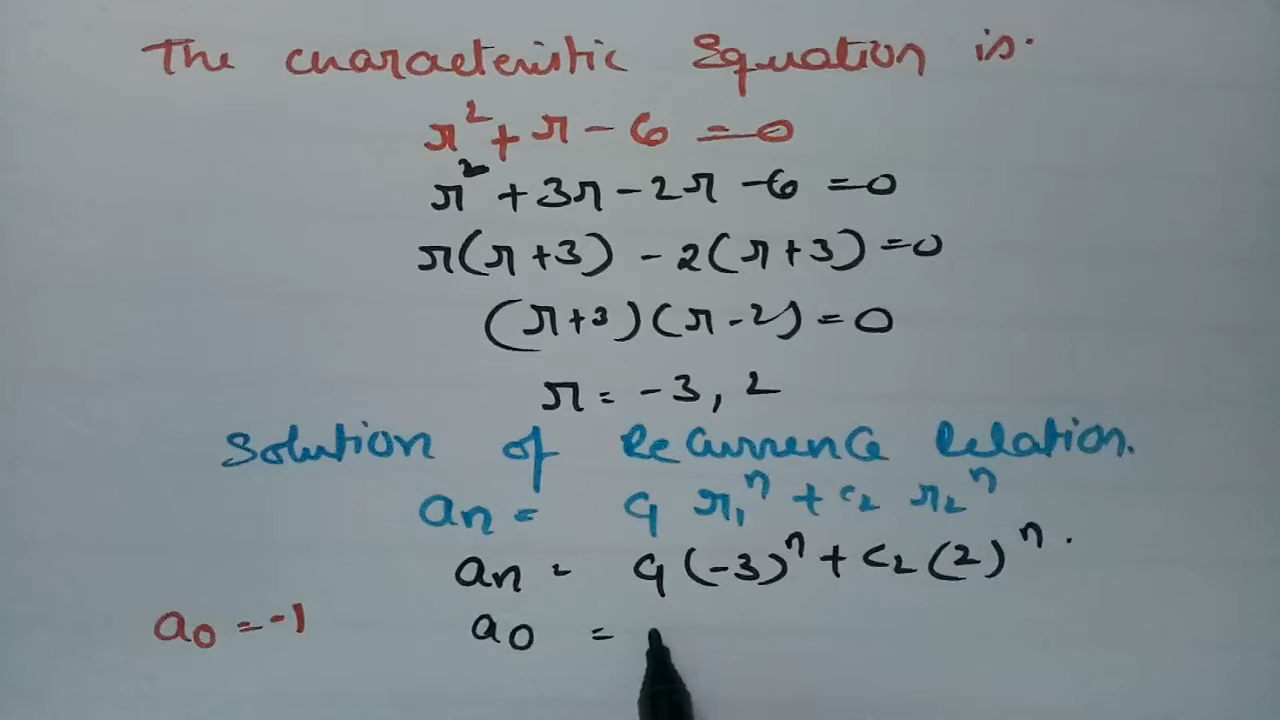 The characteristic Equation is.
r² + r - 6 = 0
r² + 3r - 2r - 6 = 0
r(r + 3) - 2(r + 3) = 0
(r + 3)(r - 2) = 0
r = -3, 2
Solution of Recurrence Relation.
an = c₁ r₁ⁿ + c₂ r₂ⁿ
an = c₁(-3)ⁿ + c₂(2)ⁿ.
a₀ = -1 a₀ =